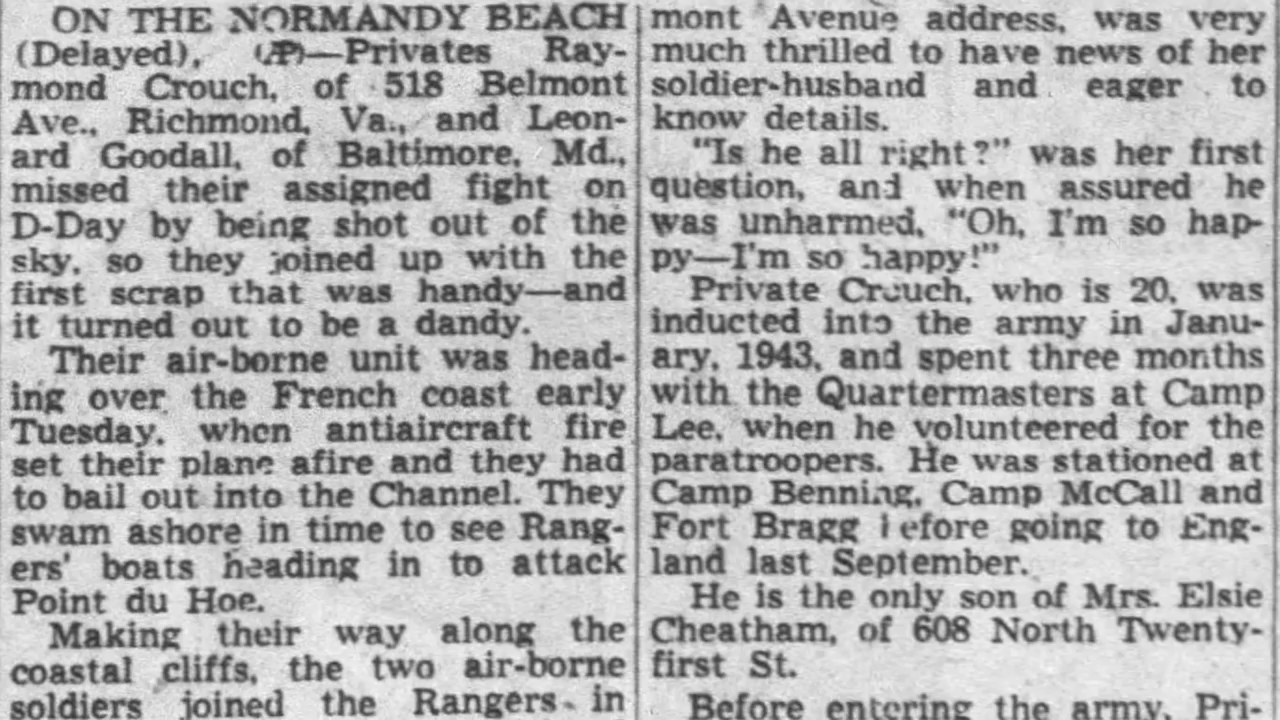 ON THE NORMANDY BEACH
(Delayed), (AP)—Privates Ray-
mond Crouch, of 518 Belmont
Ave., Richmond, Va., and Leon-
ard Goodall, of Baltimore, Md.,
missed their assigned fight on
D-Day by being shot out of the
sky, so they joined up with the
first scrap that was handy—and
it turned out to be a dandy.
Their air-borne unit was head-
ing over the French coast early
Tuesday, when antiaircraft fire
set their plane afire and they had
to bail out into the Channel. They
swam ashore in time to see Rang-
ers' boats heading in to attack
Point du Hoe.
Making their way along the
coastal cliffs, the two air-borne
soldiers joined the Rangers in
mont Avenue address, was very
much thrilled to have news of her
soldier-husband and eager to
know details.
"Is he all right?" was her first
question, and when assured he
was unharmed, "Oh, I'm so hap-
py—I'm so happy!"
Private Crouch, who is 20, was
inducted into the army in Janu-
ary, 1943, and spent three months
with the Quartermasters at Camp
Lee, when he volunteered for the
paratroopers. He was stationed at
Camp Benning, Camp McCall and
Fort Bragg before going to Eng-
land last September.
He is the only son of Mrs. Elsie
Cheatham, of 608 North Twenty-
first St.
Before entering the army, Pri-